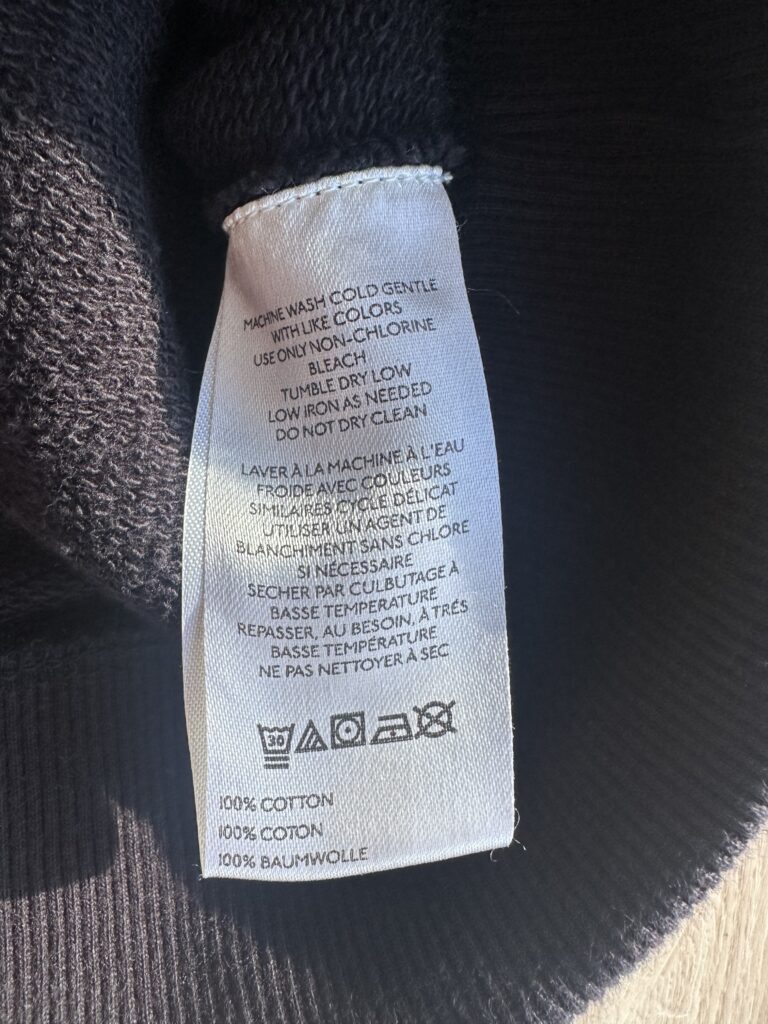 MACHINE WASH COLD GENTLE
WITH LIKE COLORS
USE ONLY NON-CHLORINE
BLEACH
TUMBLE DRY LOW
LOW IRON AS NEEDED
DO NOT DRY CLEAN
LAVER À LA MACHINE À L'EAU
FROIDE AVEC COULEURS
SIMILAIRES CYCLE DÉLICAT
UTILISER UN AGENT DE
BLANCHIMENT SANS CHLORE
SI NÉCESSAIRE
SECHER PAR CULBUTAGE À
BASSE TEMPERATURE
REPASSER, AU BESOIN, À TRÉS
BASSE TEMPÉRATURE
NE PAS NETTOYER À SEC
30
100% COTTON
100% COTON
100% BAUMWOLLE